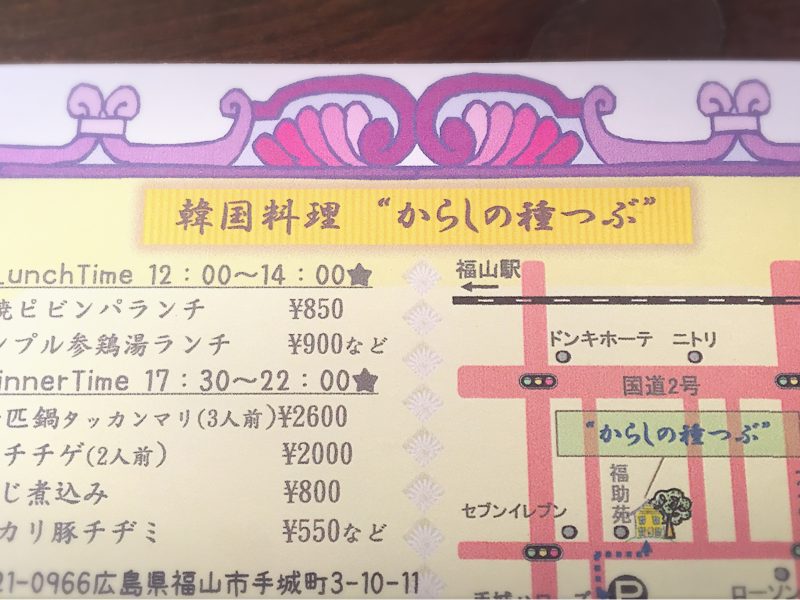 韓国料理 “からしの種つぶ”
LunchTime 12:00～14:00★
焼ピビンパランチ ¥850
ンプル参鶏湯ランチ ¥900など
innerTime 17:30～22:00★
匹鍋タッカンマリ(3人前)¥2600
チチゲ(2人前) ¥2000
じ煮込み ¥800
カリ豚チヂミ ¥550など
21-0966広島県福山市手城町3-10-11
福山駅
ドンキホーテ ニトリ
国道2号
“からしの種つぶ”
福助苑
セブンイレブン
P
ローソン